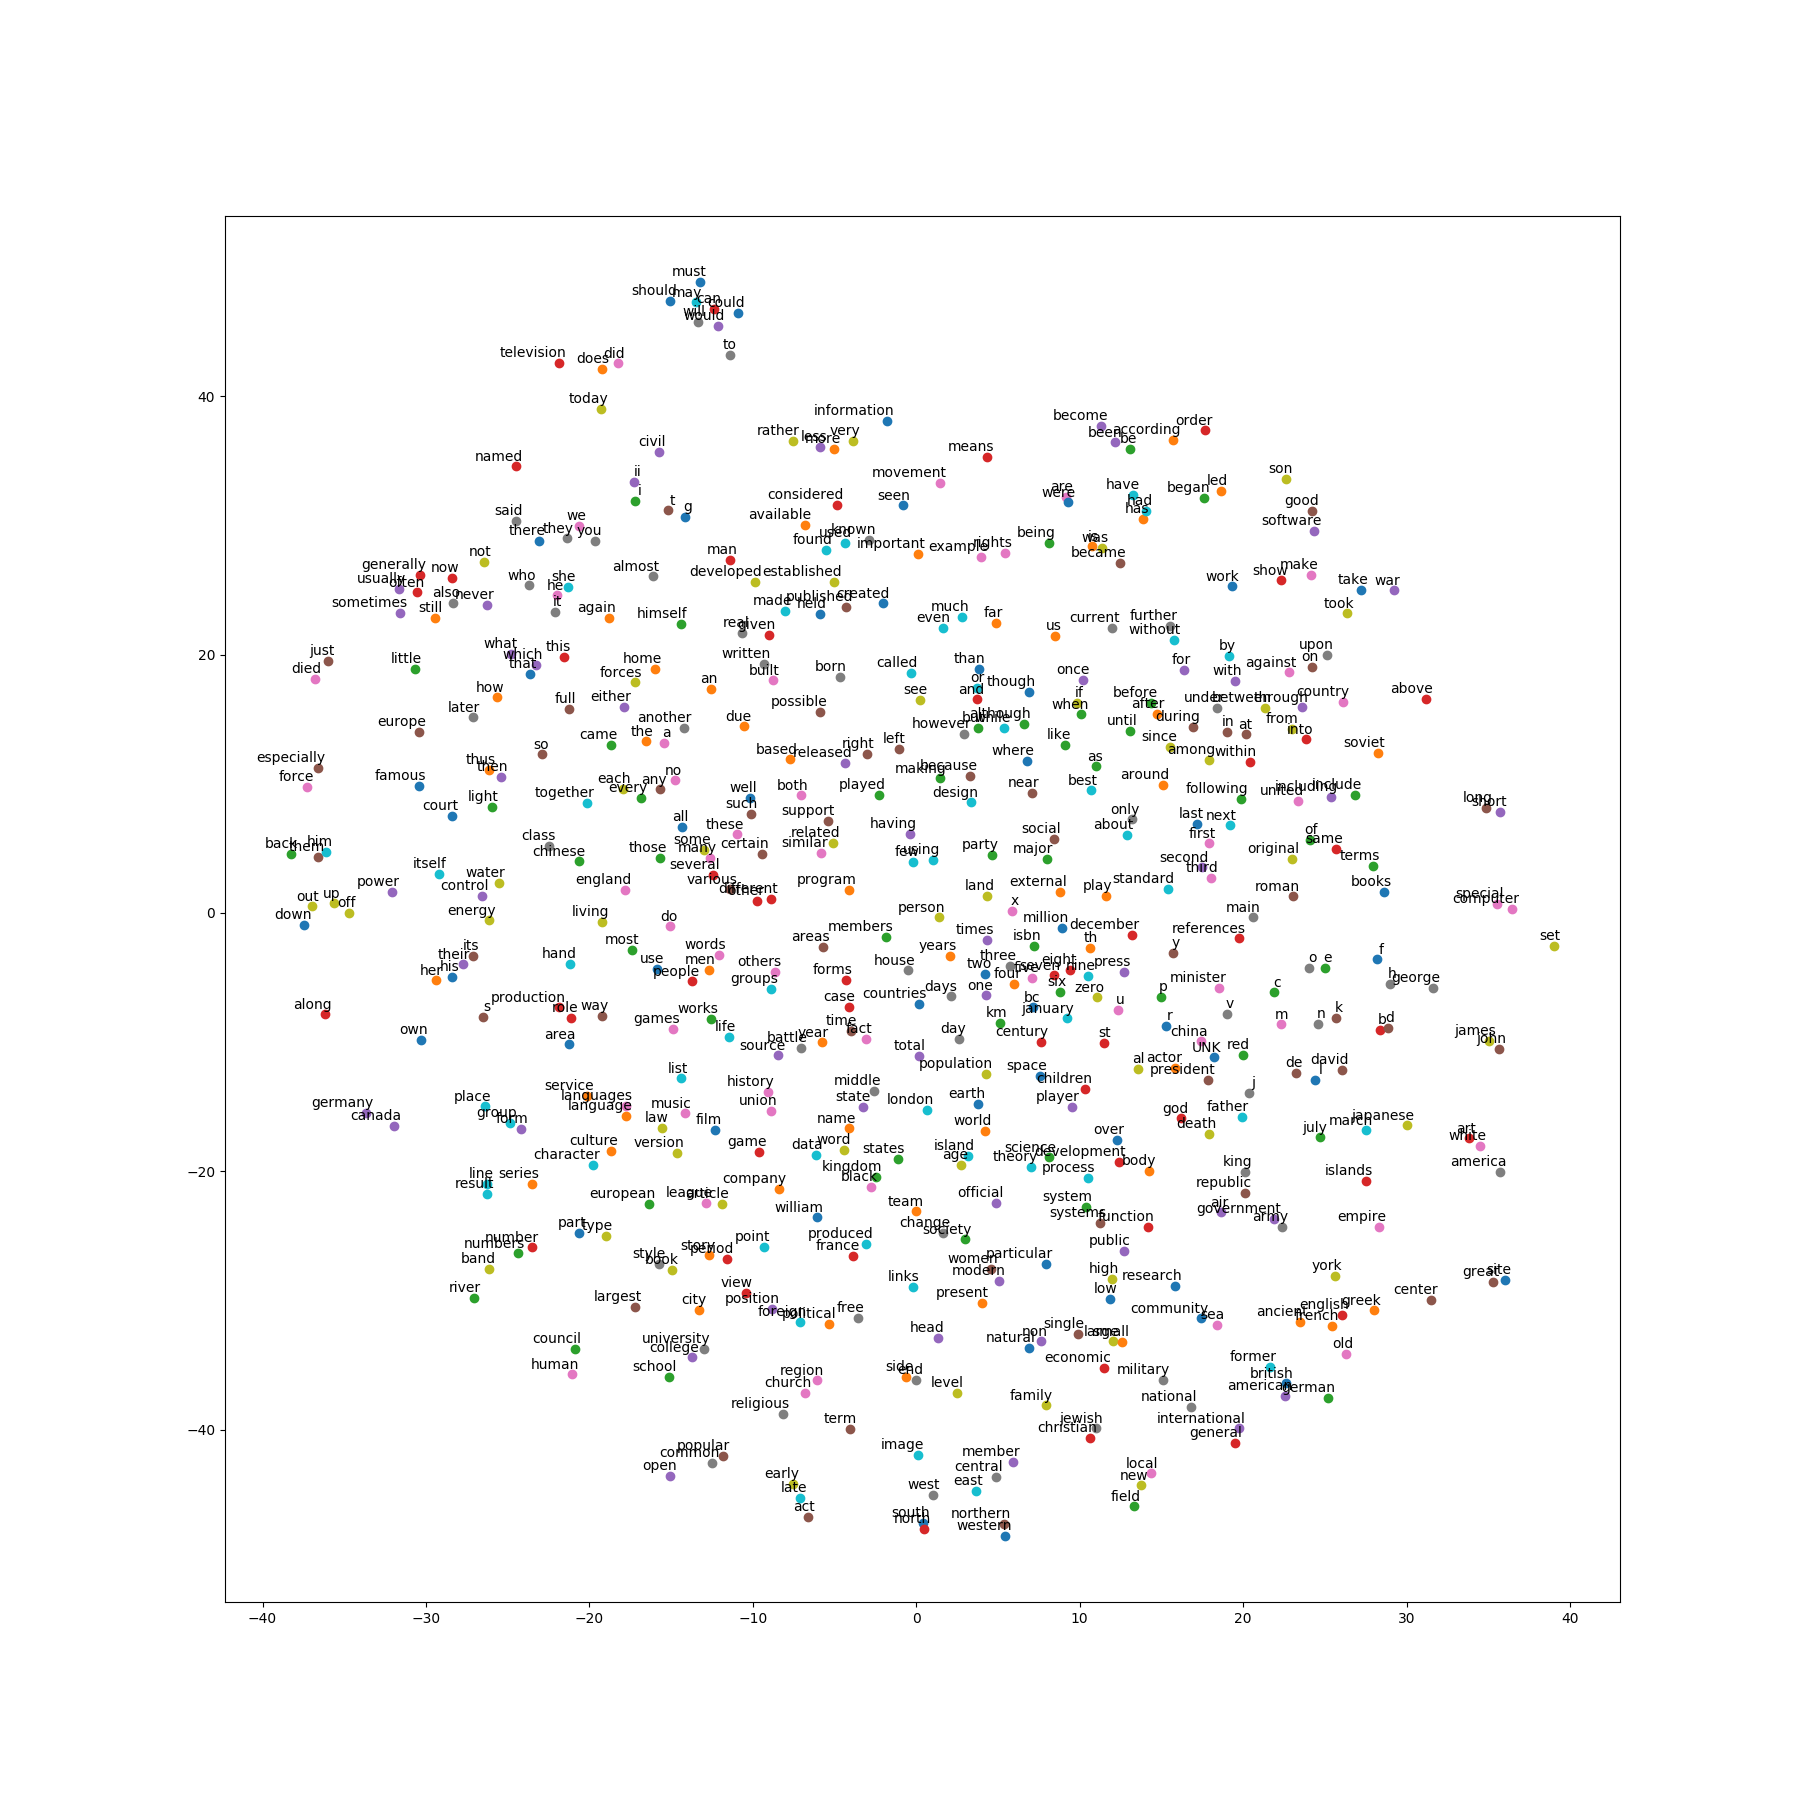 must
should
may
can
could
will
would
to
television
does
did
today
information
become
order
according
been
be
rather
less
more
very
civil
means
named
ii
movement
son
i
are
were
have
led
began
considered
seen
had
has
good
t
g
said
we
available
software
there
they
you
used
known
found
being
is
was
important
example
rights
became
not
man
almost
generally
now
usually
often
who
she
he
developed
established
work
show
make
take
war
also
never
it
made
published
held
created
sometimes
still
again
himself
much
even
far
took
us
current
further
without
real
given
what
which
that
this
written
just
died
little
home
forces
built
born
called
than
or
and
though
once
for
by
with
upon
on
against
how
an
see
if
when
before
after
under
between
through
country
above
later
full
either
possible
another
due
although
but
while
however
until
during
in
at
from
into
europe
came
the
a
left
right
like
since
soviet
so
based
released
where
among
within
especially
force
thus
then
no
making
because
as
around
famous
each
every
any
both
played
near
best
court
light
together
well
such
design
following
united
including
include
long
short
all
support
only
about
last
next
these
having
social
first
of
same
class
chinese
those
some
many
certain
related
similar
few
using
party
major
second
third
original
terms
back
them
him
several
itself
water
various
different
other
england
program
land
external
play
standard
roman
books
power
control
special
computer
out
up
off
down
energy
living
do
person
x
million
main
members
times
december
references
set
isbn
th
y
its
their
most
areas
words
hand
use
men
people
her
his
others
groups
house
years
three
two
four
five
seven
eight
nine
press
f
o
e
forms
six
zero
minister
h
george
along
production
role
way
s
countries
days
one
bc
january
p
u
c
games
works
case
km
r
v
m
n
k
b
d
own
area
life
time
fact
battle
year
source
day
century
st
china
james
john
total
UNK
red
list
population
space
children
al
actor
president
de
david
l
service
languages
language
history
union
middle
state
london
earth
player
j
germany
canada
place
group
form
music
law
film
name
world
god
father
death
july
march
japanese
art
white
culture
character
version
game
data
word
states
island
age
science
theory
development
over
body
process
king
republic
islands
america
line
result
series
kingdom
black
company
european
league
article
official
system
systems
function
air
government
army
empire
part
type
william
team
change
society
number
numbers
band
style
book
story
period
point
produced
france
women
modern
particular
public
york
great
site
river
largest
city
view
position
foreign
political
free
links
present
high
low
research
center
community
sea
ancient
english
french
greek
council
university
college
head
natural
non
single
large
small
old
human
school
region
church
side
end
level
economic
military
former
british
american
german
religious
family
national
term
jewish
christian
international
general
popular
common
open
image
member
central
local
new
field
early
late
act
west
east
south
north
northern
western
40
20
0
−20
−40
−40
−30
−20
−10
0
10
20
30
40